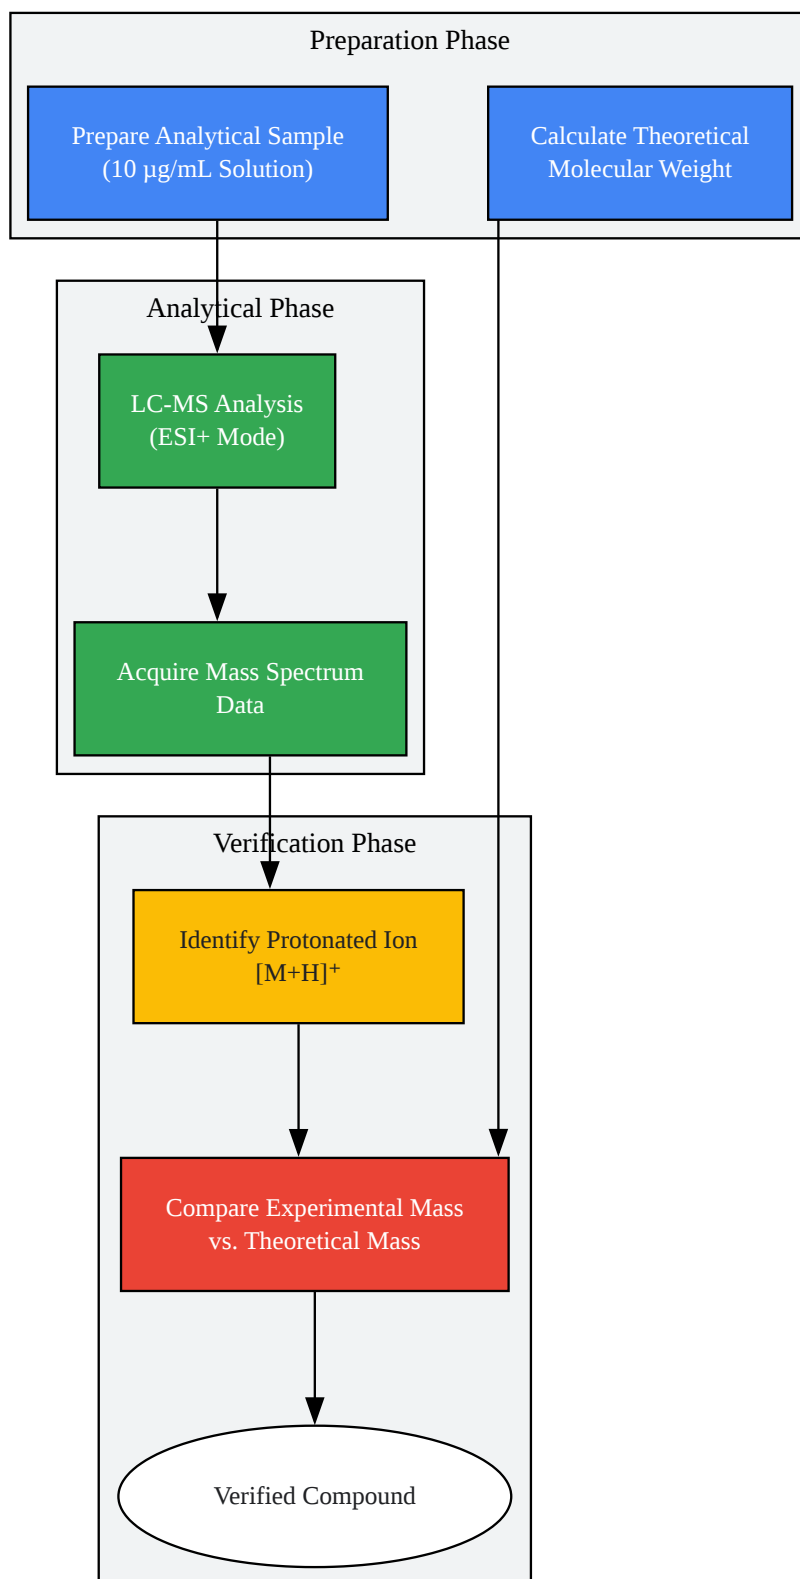 Preparation Phase
Prepare Analytical Sample
(10 µg/mL Solution)
Calculate Theoretical
Molecular Weight
Analytical Phase
LC-MS Analysis
(ESI+ Mode)
Acquire Mass Spectrum
Data
Verification Phase
Identify Protonated Ion
[M+H]⁺
Compare Experimental Mass
vs. Theoretical Mass
Verified Compound